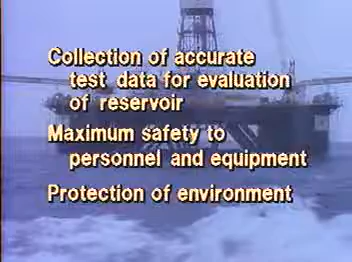 Collection of accurate
test data for evaluation
of reservoir
Maximum safety to
personnel and equipment
Protection of environment